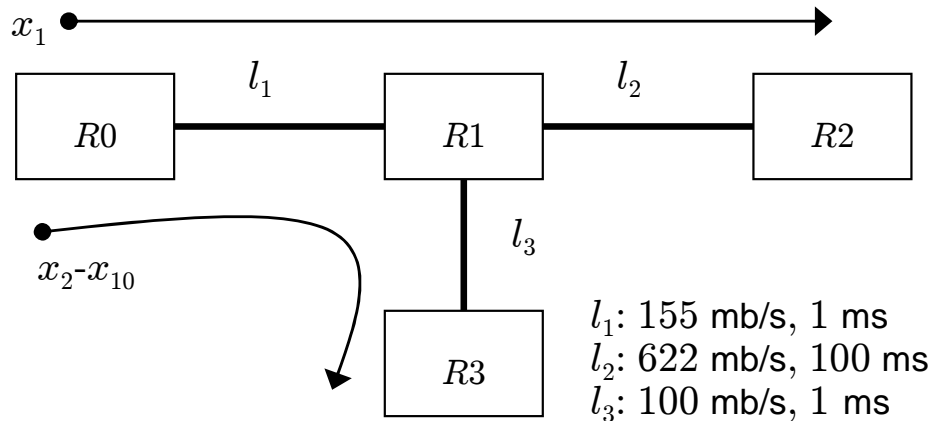 x₁
l₁ l₂
R0 R1 R2
l₃
x₂-x₁₀
R3
l₁: 155 mb/s, 1 ms
l₂: 622 mb/s, 100 ms
l₃: 100 mb/s, 1 ms